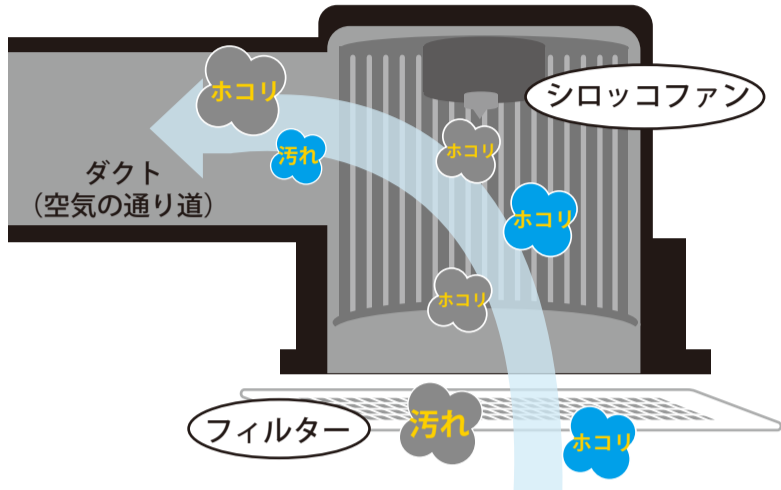 ホコリ
シロッコファン
汚れ
ホコリ
ダクト
(空気の通り道)
ホコリ
ホコリ
フィルター
汚れ
ホコリ